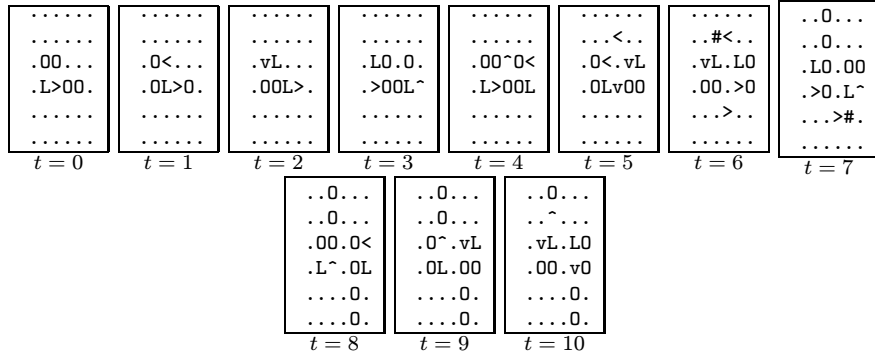 ......
......
.OO...
.L>OO.
......
......
t = 0
......
......
.O<...
.OL>O.
......
......
t = 1
......
......
.vL...
.OOL>.
......
......
t = 2
......
......
.LO.O.
.>OOL^
......
......
t = 3
......
......
.OO^O<
.L>OOL
......
......
t = 4
......
...<..
.O<.vL
.OLvOO
......
......
t = 5
......
..#<..
.vL.LO
.OO.>O
...>..
......
t = 6
..O...
..O...
.LO.OO
.>O.L^
...>#.
......
t = 7
..O...
..O...
.OO.O<
.L^.OL
....O.
....O.
t = 8
..O...
..O...
.O^.vL
.OL.OO
....O.
....O.
t = 9
..O...
..^...
.vL.LO
.OO.vO
....O.
....O.
t = 10